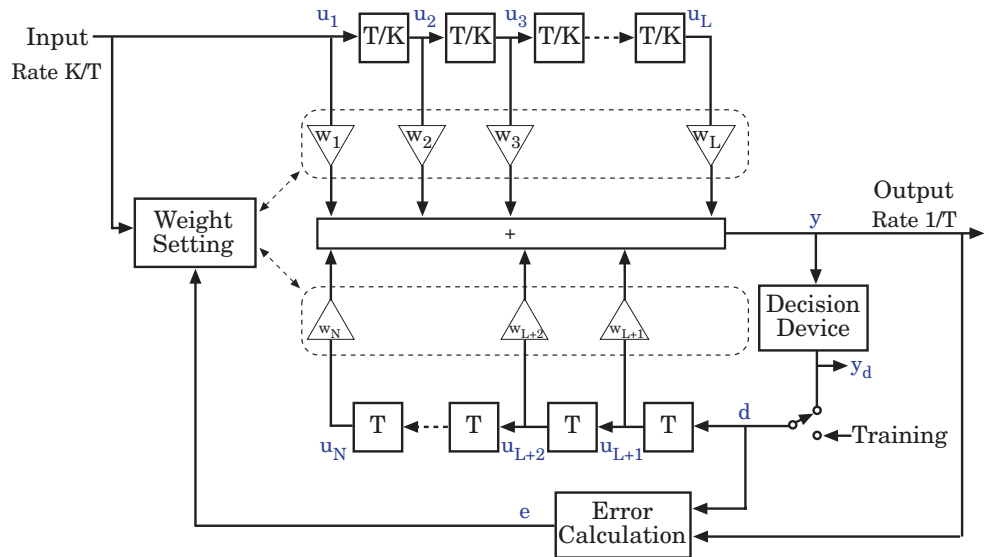 u1 u2 u3 uL
Input T/K T/K T/K T/K
Rate K/T
w1 w2 w3 wL
Weight
Setting
+
y
Output
Rate 1/T
Decision
Device
yd
wN wL+2 wL+1
T T T T
d
uN uL+2 uL+1
Training
e
Error
Calculation